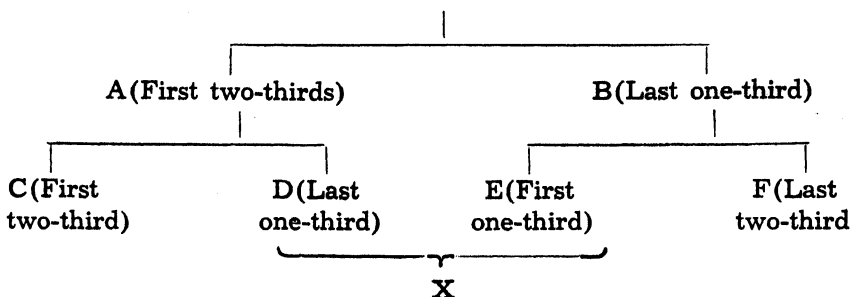 A(First two-thirds) B(Last one-third)
C(First D(Last E(First F(Last
two-third) one-third) one-third) two-third
X